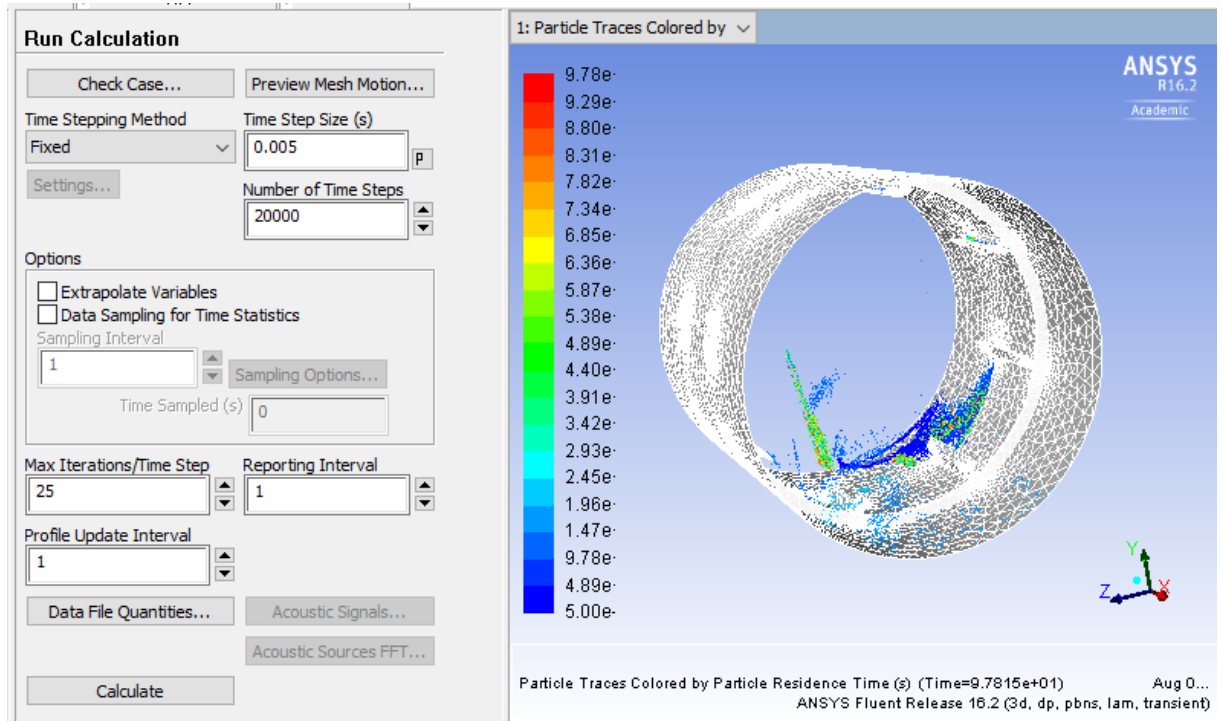 Run Calculation
Check Case...
Preview Mesh Motion...
Time Stepping Method
Time Step Size (s)
Fixed
0.005
P
Settings...
Number of Time Steps
20000
Options
Extrapolate Variables
Data Sampling for Time Statistics
Sampling Interval
1
Sampling Options...
Time Sampled (s)
0
Max Iterations/Time Step
Reporting Interval
25
1
Profile Update Interval
1
Data File Quantities...
Acoustic Signals...
Acoustic Sources FFT...
Calculate
1: Particle Traces Colored by
ANSYS
R16.2
Academic
9.78e
9.29e
8.80e
8.31e
7.82e
7.34e
6.85e
6.36e
5.87e
5.38e
4.89e
4.40e
3.91e
3.42e
2.93e
2.45e
1.96e
1.47e
9.78e
4.89e
5.00e
Y
Z
X
Particle Traces Colored by Particle Residence Time (s) (Time=9.7815e+01) Aug 0...
ANSYS Fluent Release 16.2 (3d, dp, pbns, lam, transient)